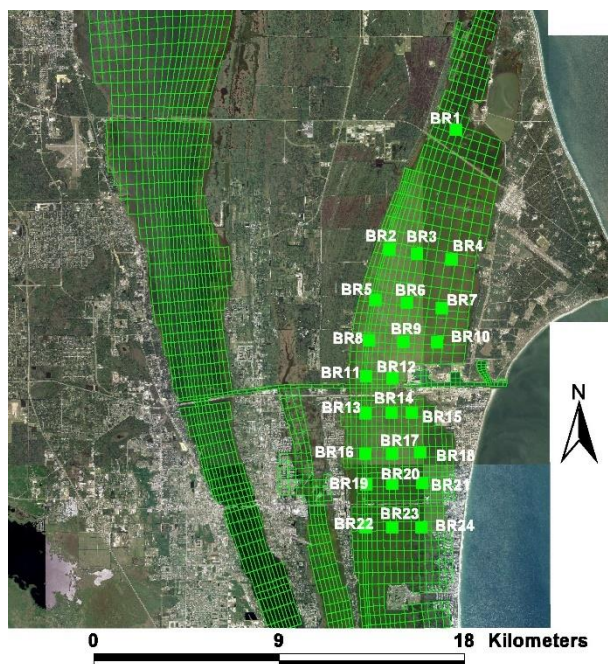 BR1
BR2 BR3 BR4
BR5 BR6 BR7
BR8 BR9 BR10
BR11 BR12
BR13 BR14 BR15
BR16 BR17 BR18
BR19 BR20 BR21
BR22 BR23 BR24
N
0 9 18 Kilometers